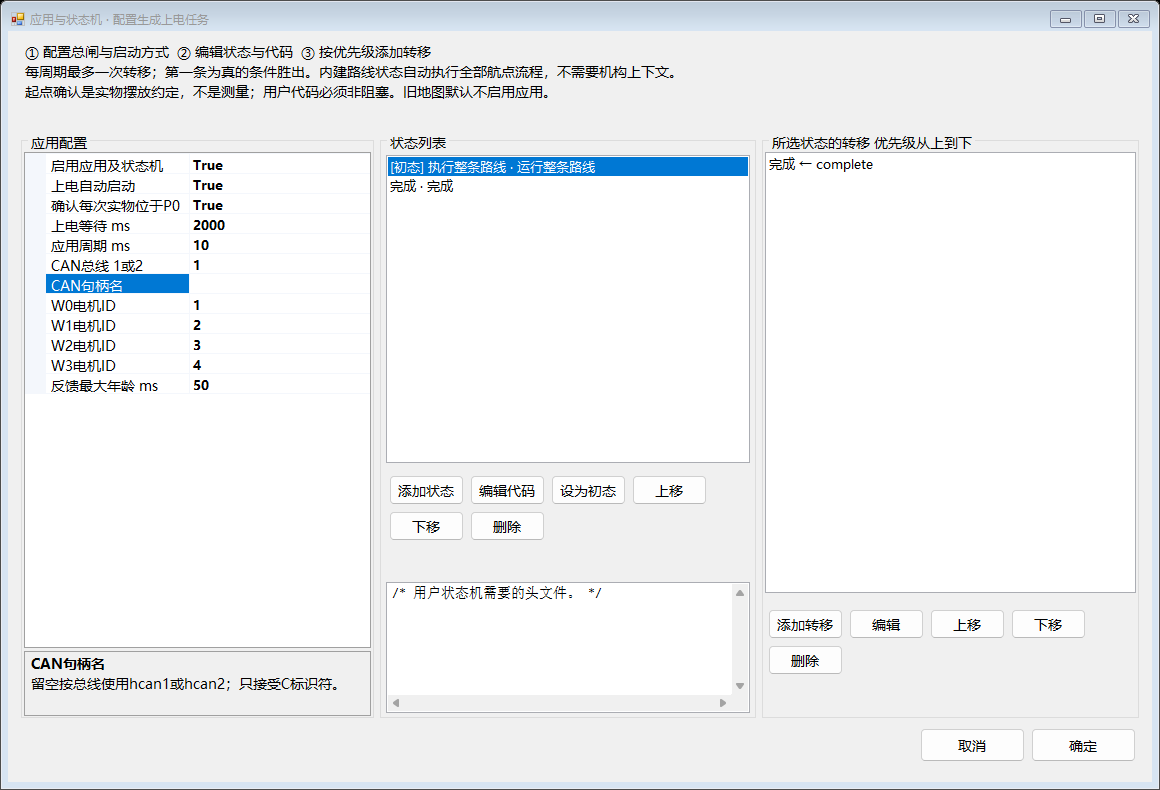 应用与状态机 · 配置生成上电任务
① 配置总闸与启动方式 ② 编辑状态与代码 ③ 按优先级添加转移
每周期最多一次转移；第一条为真的条件胜出。内建路线状态自动执行全部航点流程，不需要机构上下文。
起点确认是实物摆放约定，不是测量；用户代码必须非阻塞。旧地图默认不启用应用。
应用配置
启用应用及状态机 True
上电自动启动 True
确认每次实物位于P0 True
上电等待 ms 2000
应用周期 ms 10
CAN总线 1或2 1
CAN句柄名
W0电机ID 1
W1电机ID 2
W2电机ID 3
W3电机ID 4
反馈最大年龄 ms 50
CAN句柄名
留空按总线使用hcan1或hcan2；只接受C标识符。
状态列表
[初态] 执行整条路线 · 运行整条路线
完成 · 完成
添加状态 编辑代码 设为初态 上移
下移 删除
/* 用户状态机需要的头文件。 */
所选状态的转移 优先级从上到下
完成 ← complete
添加转移 编辑 上移 下移
删除
取消 确定